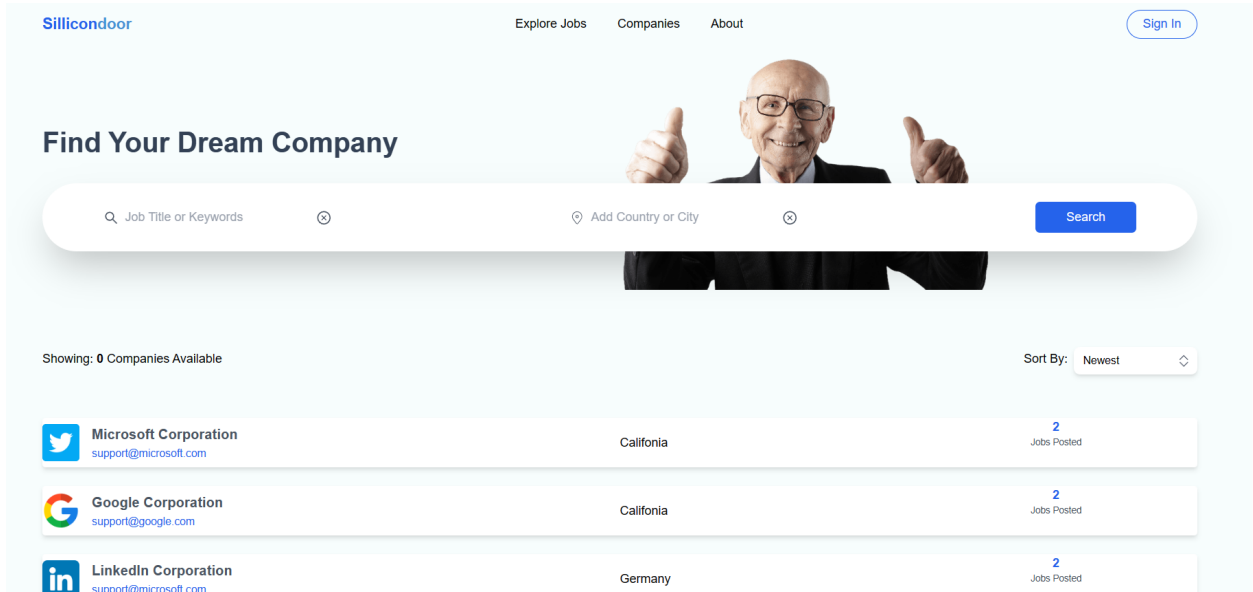 Sillicondoor
Explore Jobs Companies About
Sign In
Find Your Dream Company
Job Title or Keywords
Add Country or City
Search
Showing: 0 Companies Available
Sort By: Newest
Microsoft Corporation
support@microsoft.com
Califonia
2
Jobs Posted
Google Corporation
support@google.com
Califonia
2
Jobs Posted
LinkedIn Corporation
support@microsoft.com
in
Germany
2
Jobs Posted